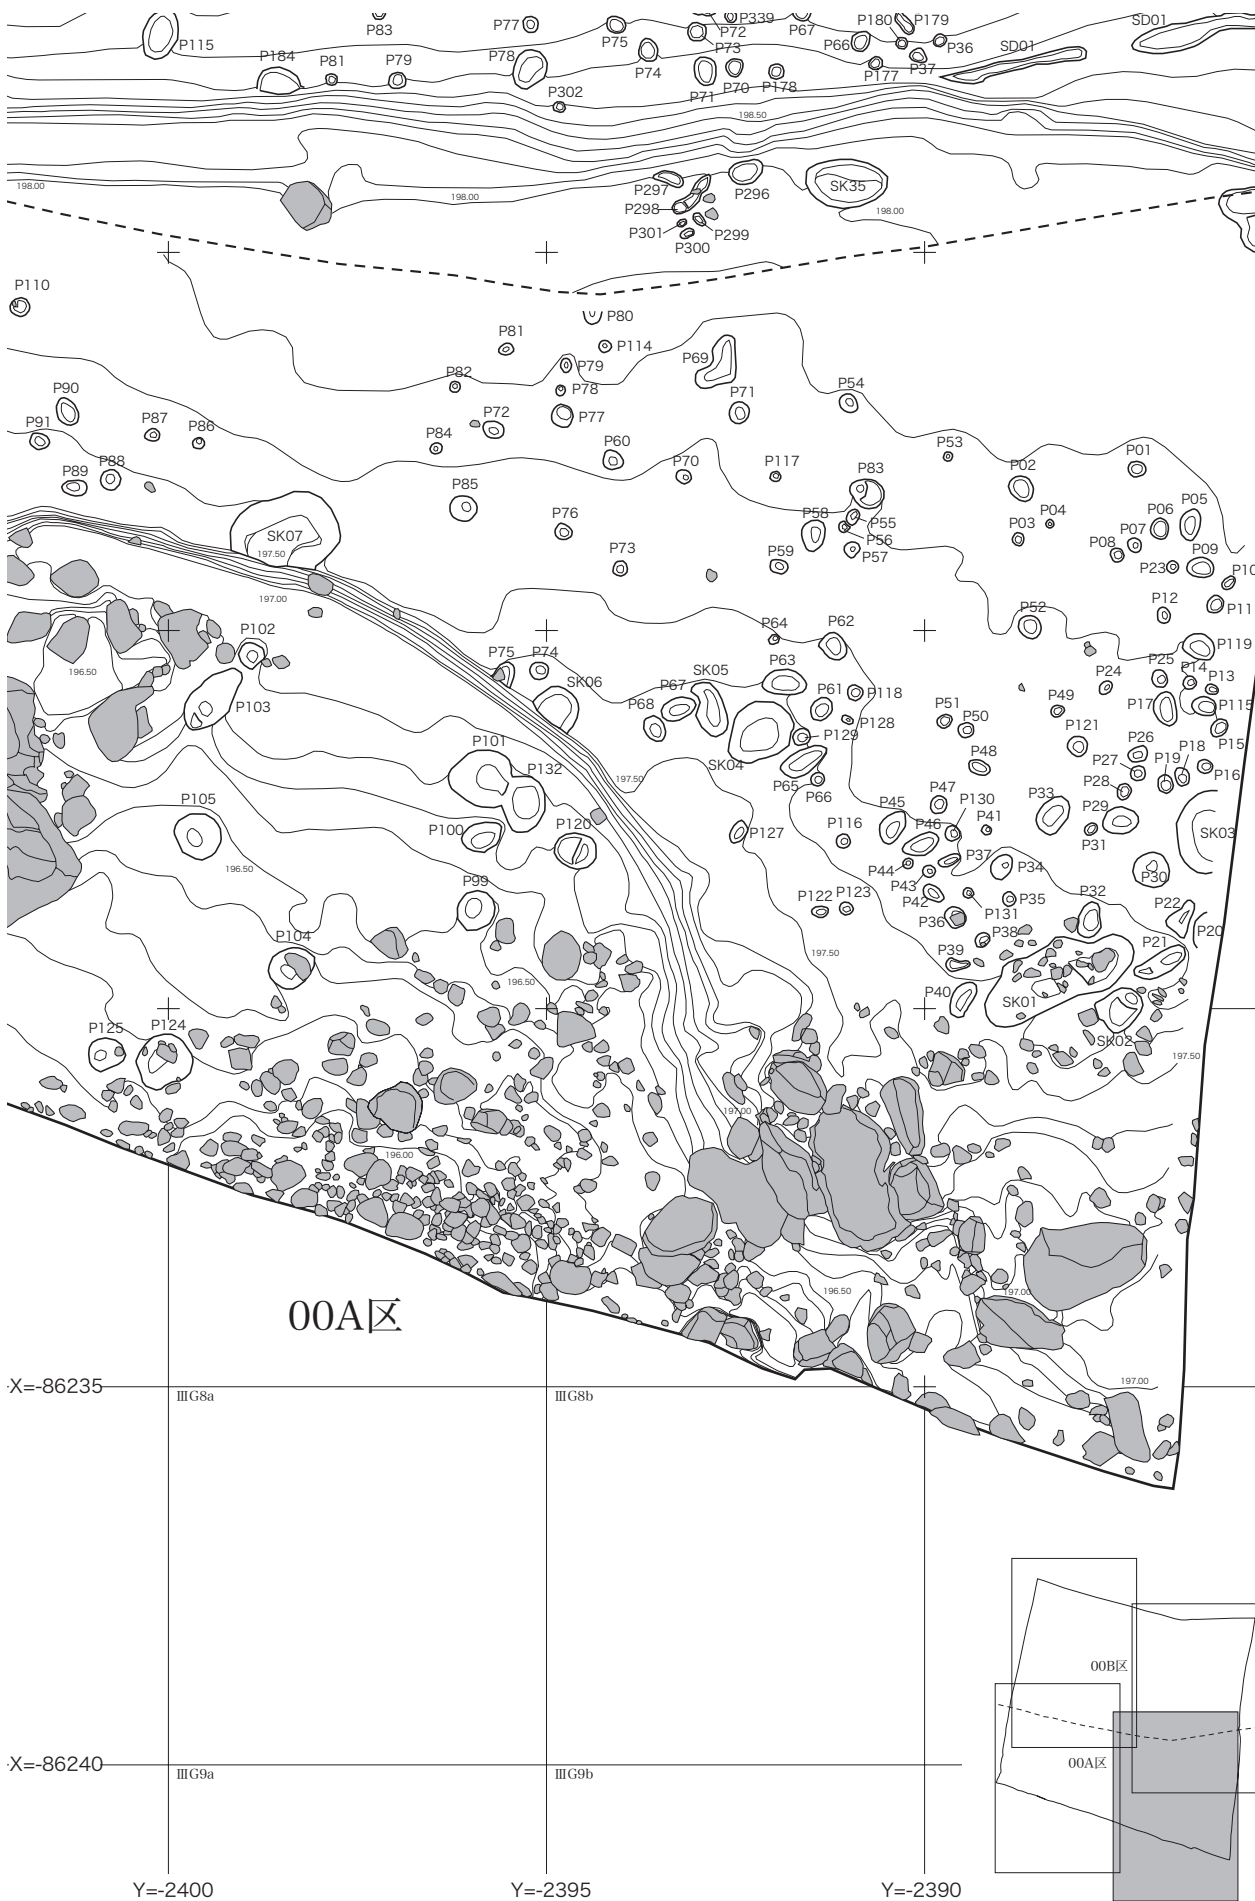 P83
P77
P75
P72
P339
P67
P180
P179
SD01
P115
P184
P81
P79
P78
P74
P73
P66
P36
SD01
P71
P70
P178
P177
P37
P302
198.50
198.00
198.00
P297
P296
SK35
P298
198.00
P301
P299
P300
P110
P80
P81
P114
P69
P82
P79
P78
P54
P90
P71
P91
P87
P86
P72
P77
P84
P60
P53
P01
P89
P88
P70
P117
P83
P02
P85
P05
SK07
P76
P58
P55
P04
P06
197.50
P56
P03
P07
P08
P73
P59
P57
P23
P09
P10
197.00
P12
P11
P52
P102
P64
P62
P119
196.50
P75
P74
SK05
P63
P25
P14
P24
P13
P103
SK06
P67
P61
P118
P51
P49
P17
P115
P68
P128
P50
P121
P15
P101
P129
P26
P18
P132
SK04
P48
P27
P19
P16
197.50
P65
P28
P66
P105
P47
P33
P45
P130
P41
P29
P120
P100
P127
P116
P46
P31
SK03
196.50
P44
P37
P34
P43
P30
P99
P122
P123
P42
P35
P32
P36
P131
P22
P20
P104
P38
P21
P39
197.50
196.50
P40
SK01
P125
P124
SK02
197.50
197.00
196.00
196.50
197.00
00A区
197.00
X=-86235
ⅢG8a
ⅢG8b
00B区
X=-86240
ⅢG9a
ⅢG9b
00A区
Y=-2400
Y=-2395
Y=-2390